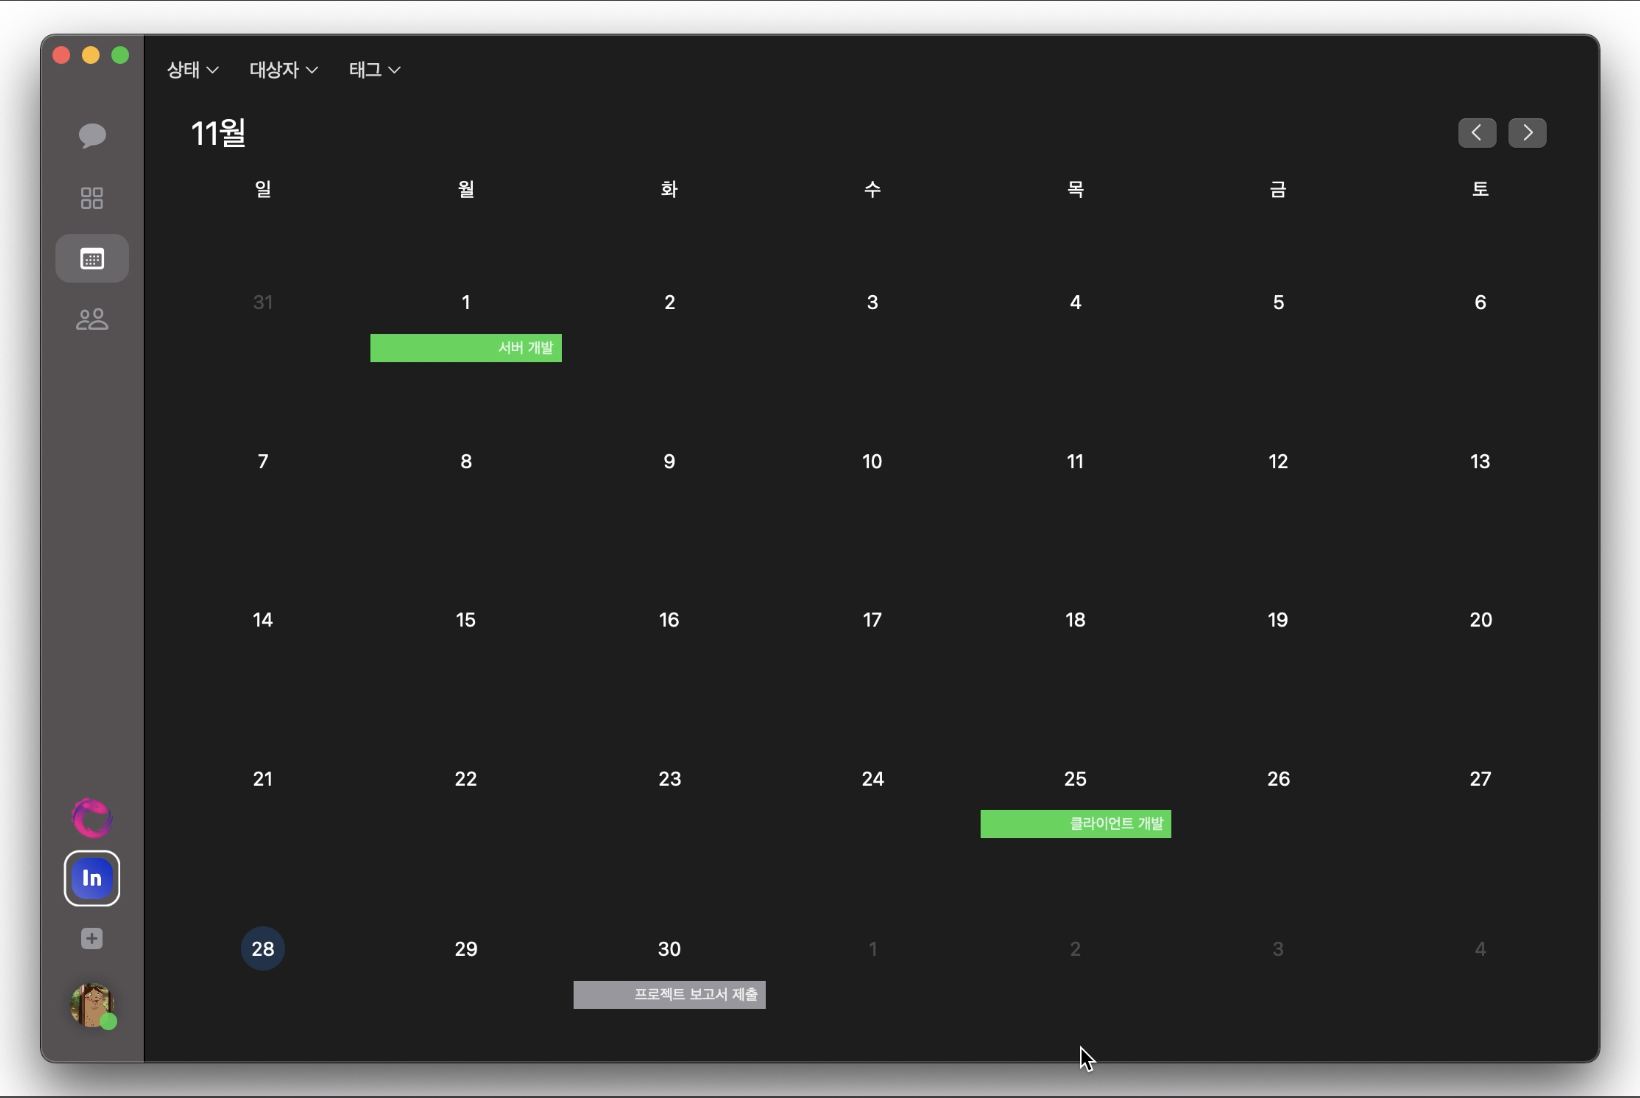 상태 대상자 태그
11월
일 월 화 수 목 금 토
31 1 2 3 4 5 6
서버 개발
7 8 9 10 11 12 13
14 15 16 17 18 19 20
21 22 23 24 25 26 27
클라이언트 개발
In
28 29 30 1 2 3 4
프로젝트 보고서 제출